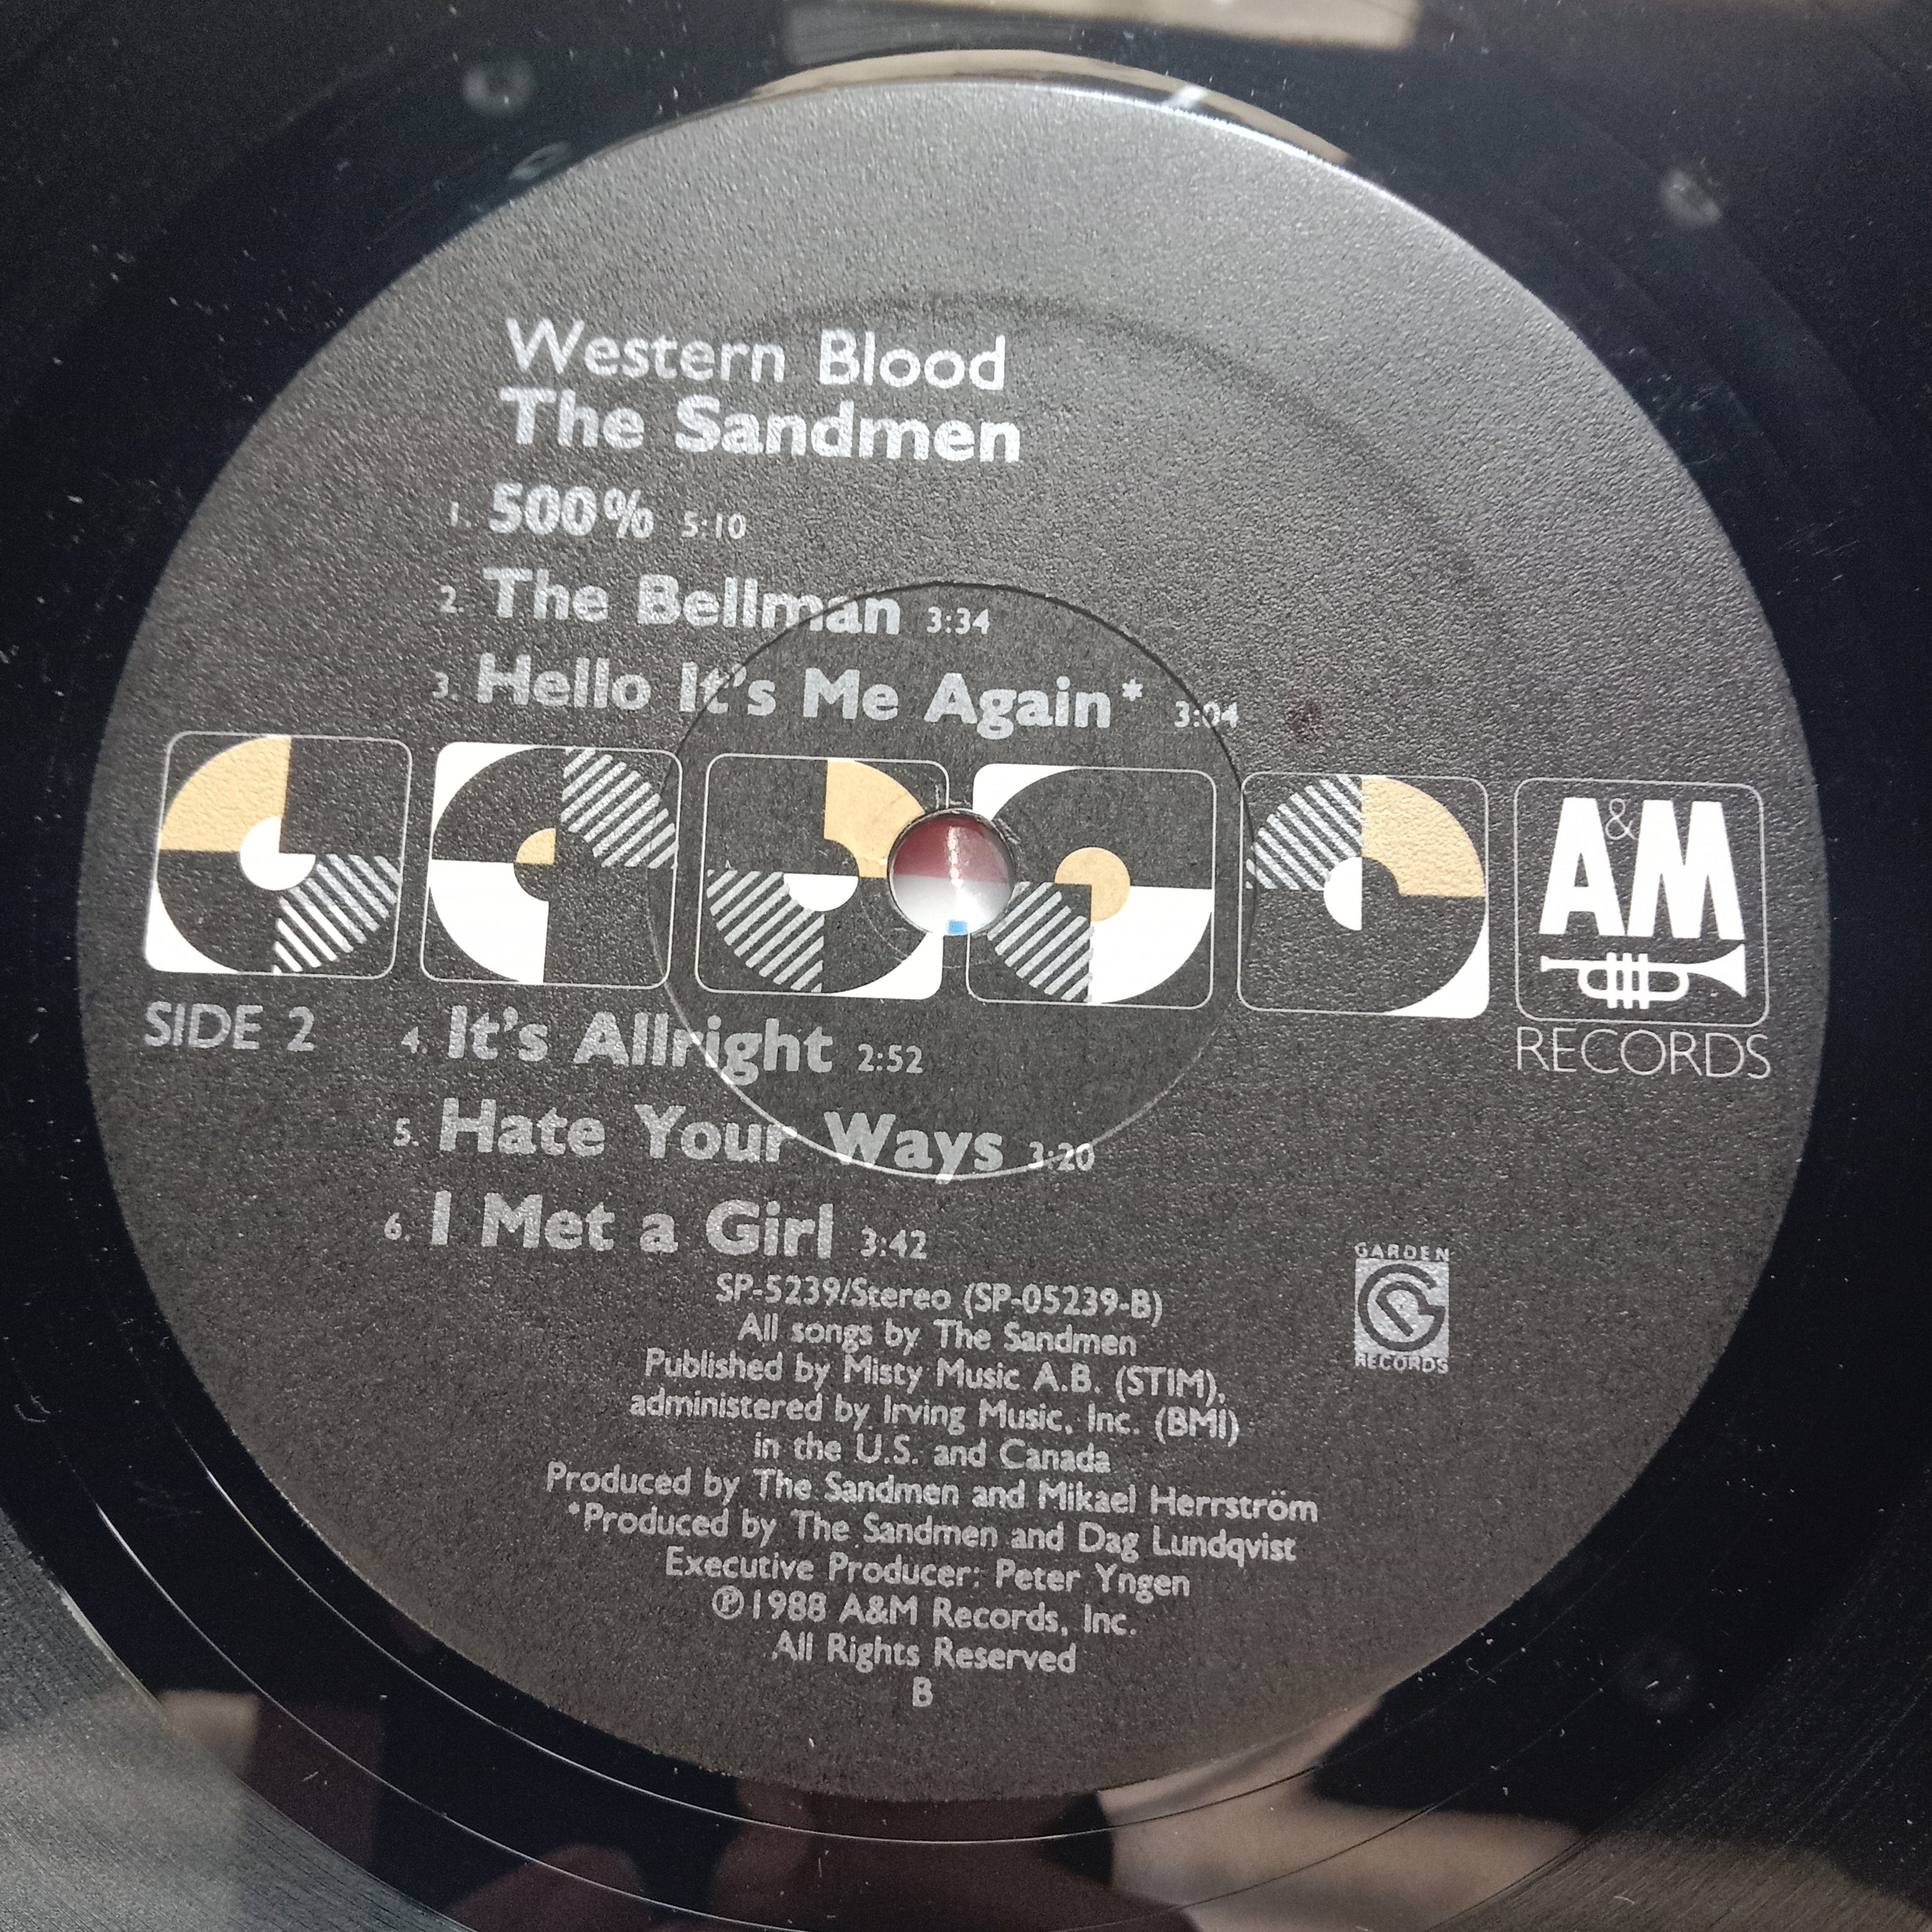 Western Blood
The Sandmen
1. 500% 5:10
2. The Bellman 3:34
3. Hello It's Me Again* 3:04
A&M
RECORDS
SIDE 2
4. It's Allright 2:52
5. Hate Your Ways 3:20
6. I Met a Girl 3:42
GARDEN
RECORDS
SP-5239/Stereo (SP-05239-B)
All songs by The Sandmen
Published by Misty Music A.B. (STIM),
administered by Irving Music, Inc. (BMI)
in the U.S. and Canada
Produced by The Sandmen and Mikael Herrström
*Produced by The Sandmen and Dag Lundqvist
Executive Producer: Peter Yngen
℗1988 A&M Records, Inc.
All Rights Reserved
B